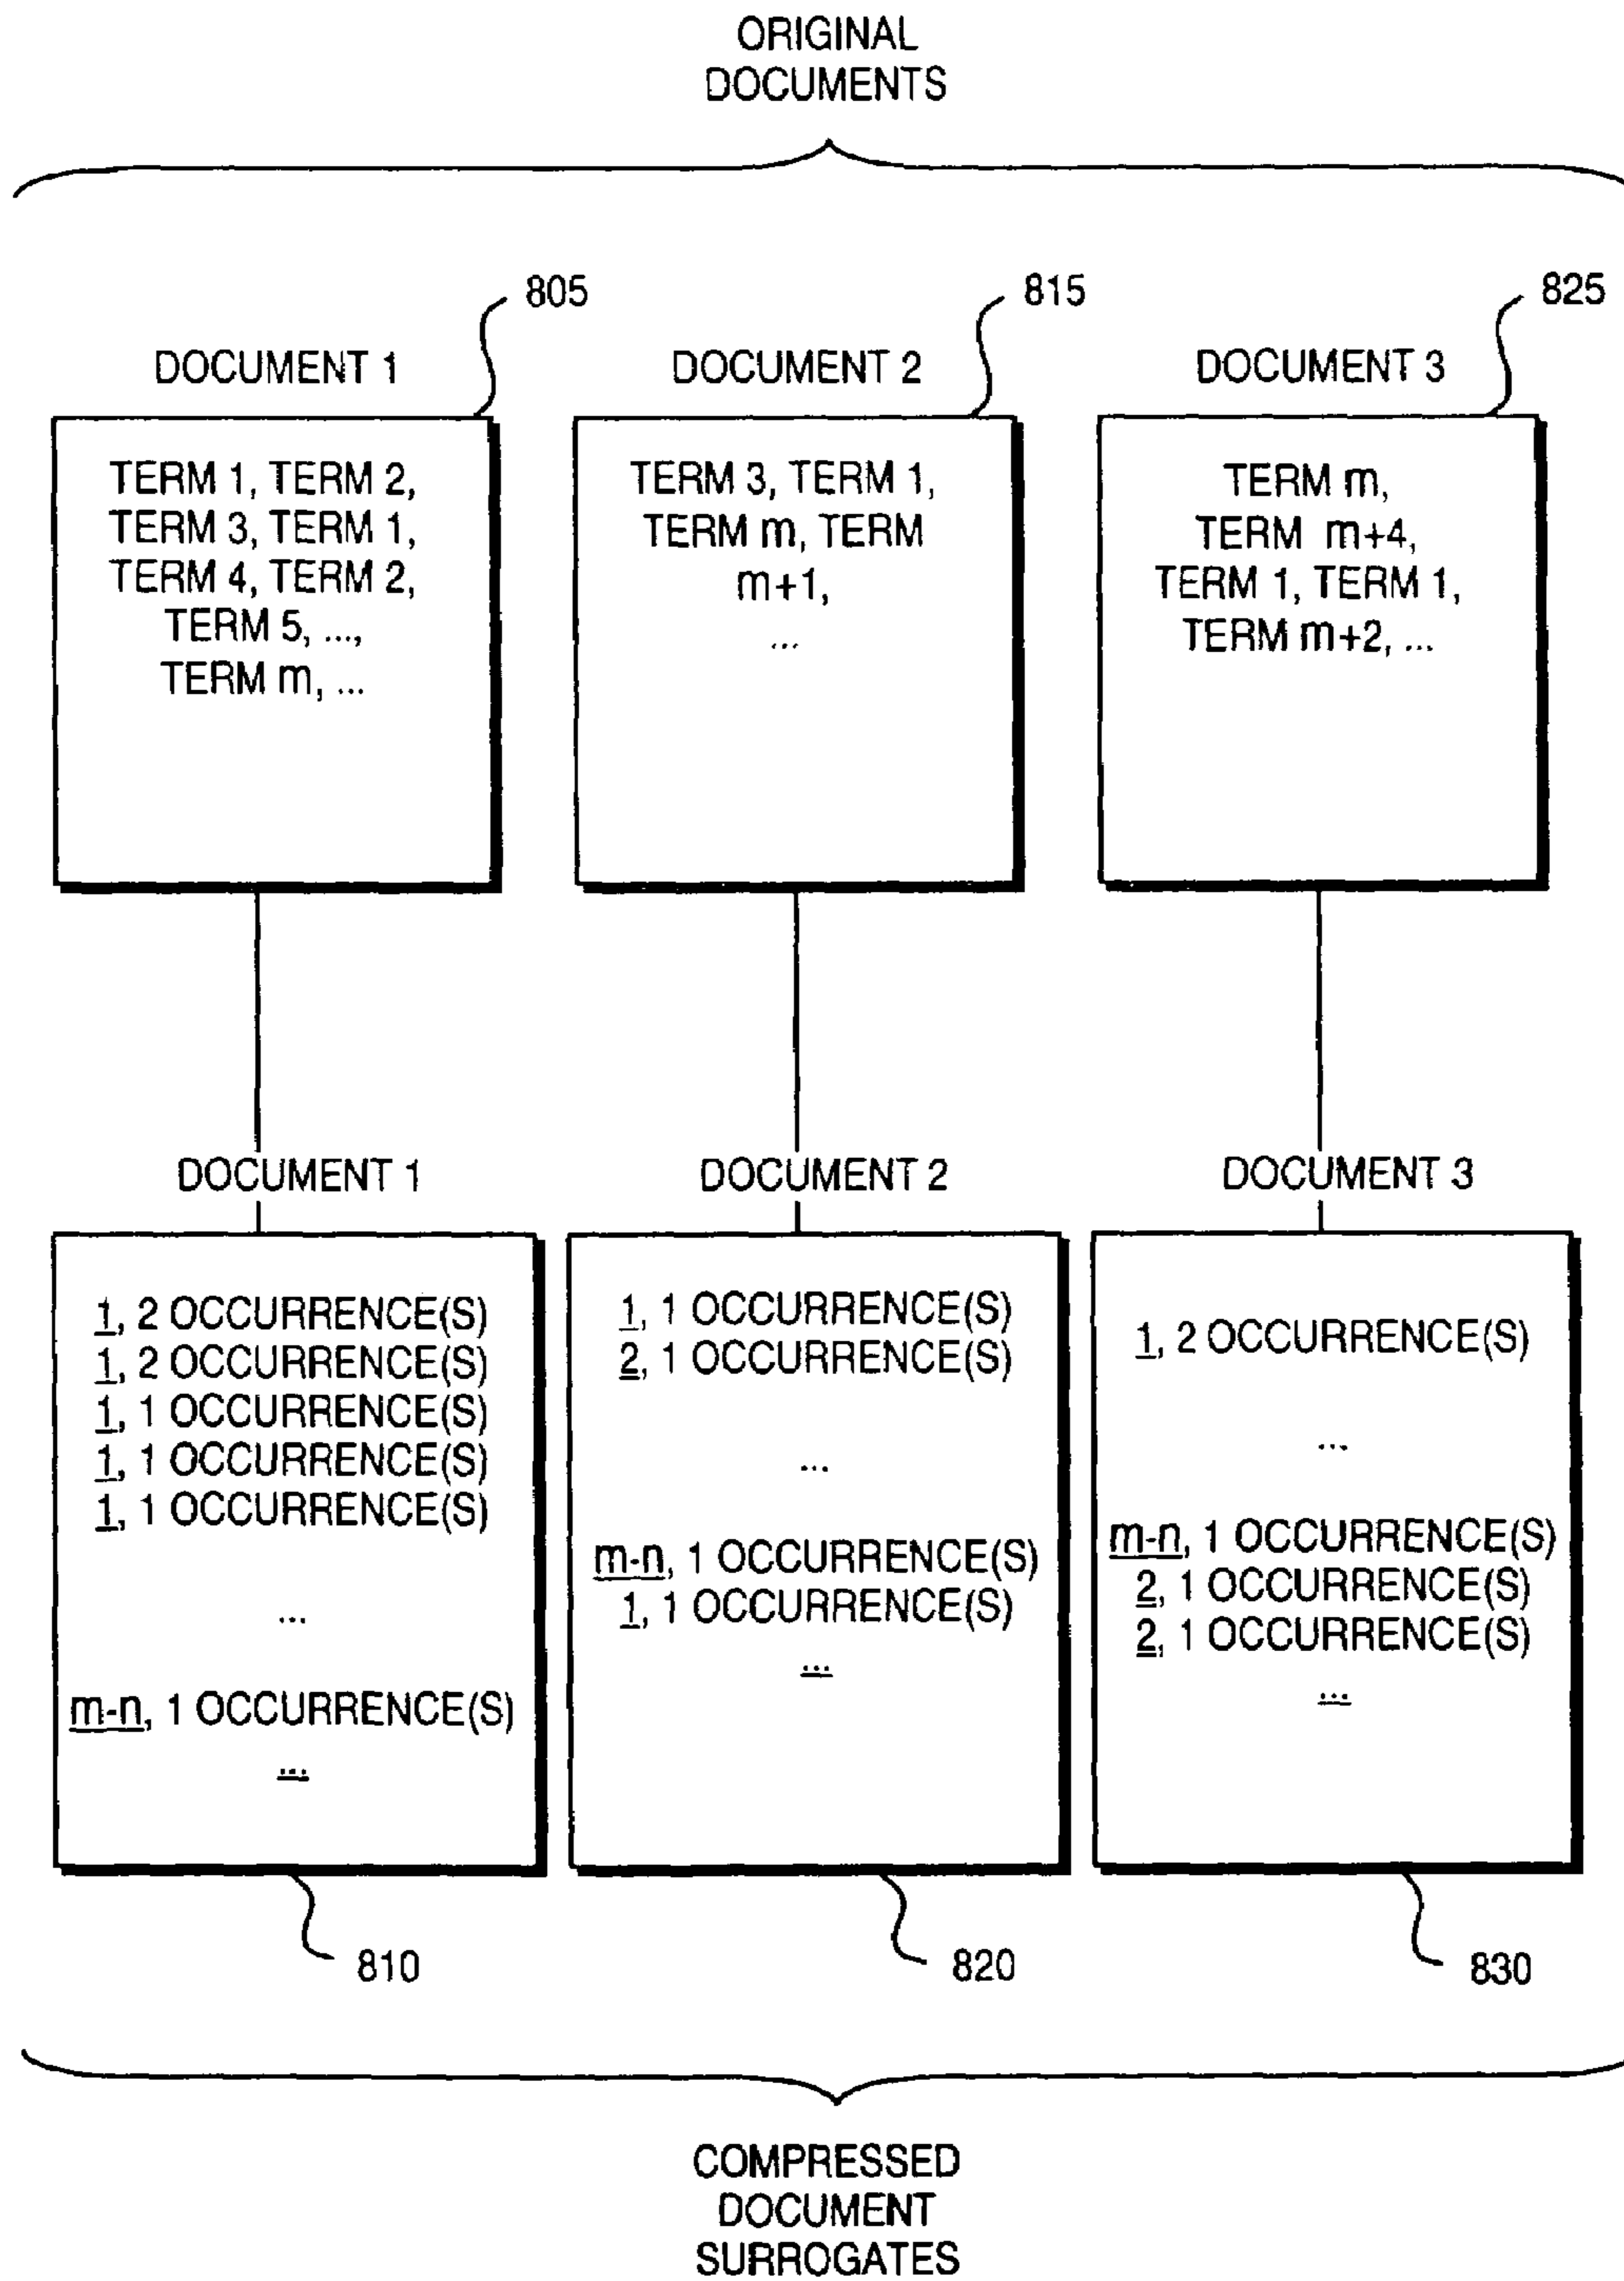 ORIGINAL
DOCUMENTS
805
815
825
DOCUMENT 1
DOCUMENT 2
DOCUMENT 3
TERM 1, TERM 2,
TERM 3, TERM 1,
TERM 4, TERM 2,
TERM 5, ...,
TERM m, ...
TERM 3, TERM 1,
TERM m, TERM
m+1,
...
TERM m,
TERM m+4,
TERM 1, TERM 1,
TERM m+2, ...
DOCUMENT 1
DOCUMENT 2
DOCUMENT 3
1, 2 OCCURRENCE(S)
1, 2 OCCURRENCE(S)
1, 1 OCCURRENCE(S)
1, 1 OCCURRENCE(S)
1, 1 OCCURRENCE(S)
...
m-n, 1 OCCURRENCE(S)
...
1, 1 OCCURRENCE(S)
2, 1 OCCURRENCE(S)
...
m-n, 1 OCCURRENCE(S)
1, 1 OCCURRENCE(S)
...
1, 2 OCCURRENCE(S)
...
m-n, 1 OCCURRENCE(S)
2, 1 OCCURRENCE(S)
2, 1 OCCURRENCE(S)
...
810
820
830
COMPRESSED
DOCUMENT
SURROGATES